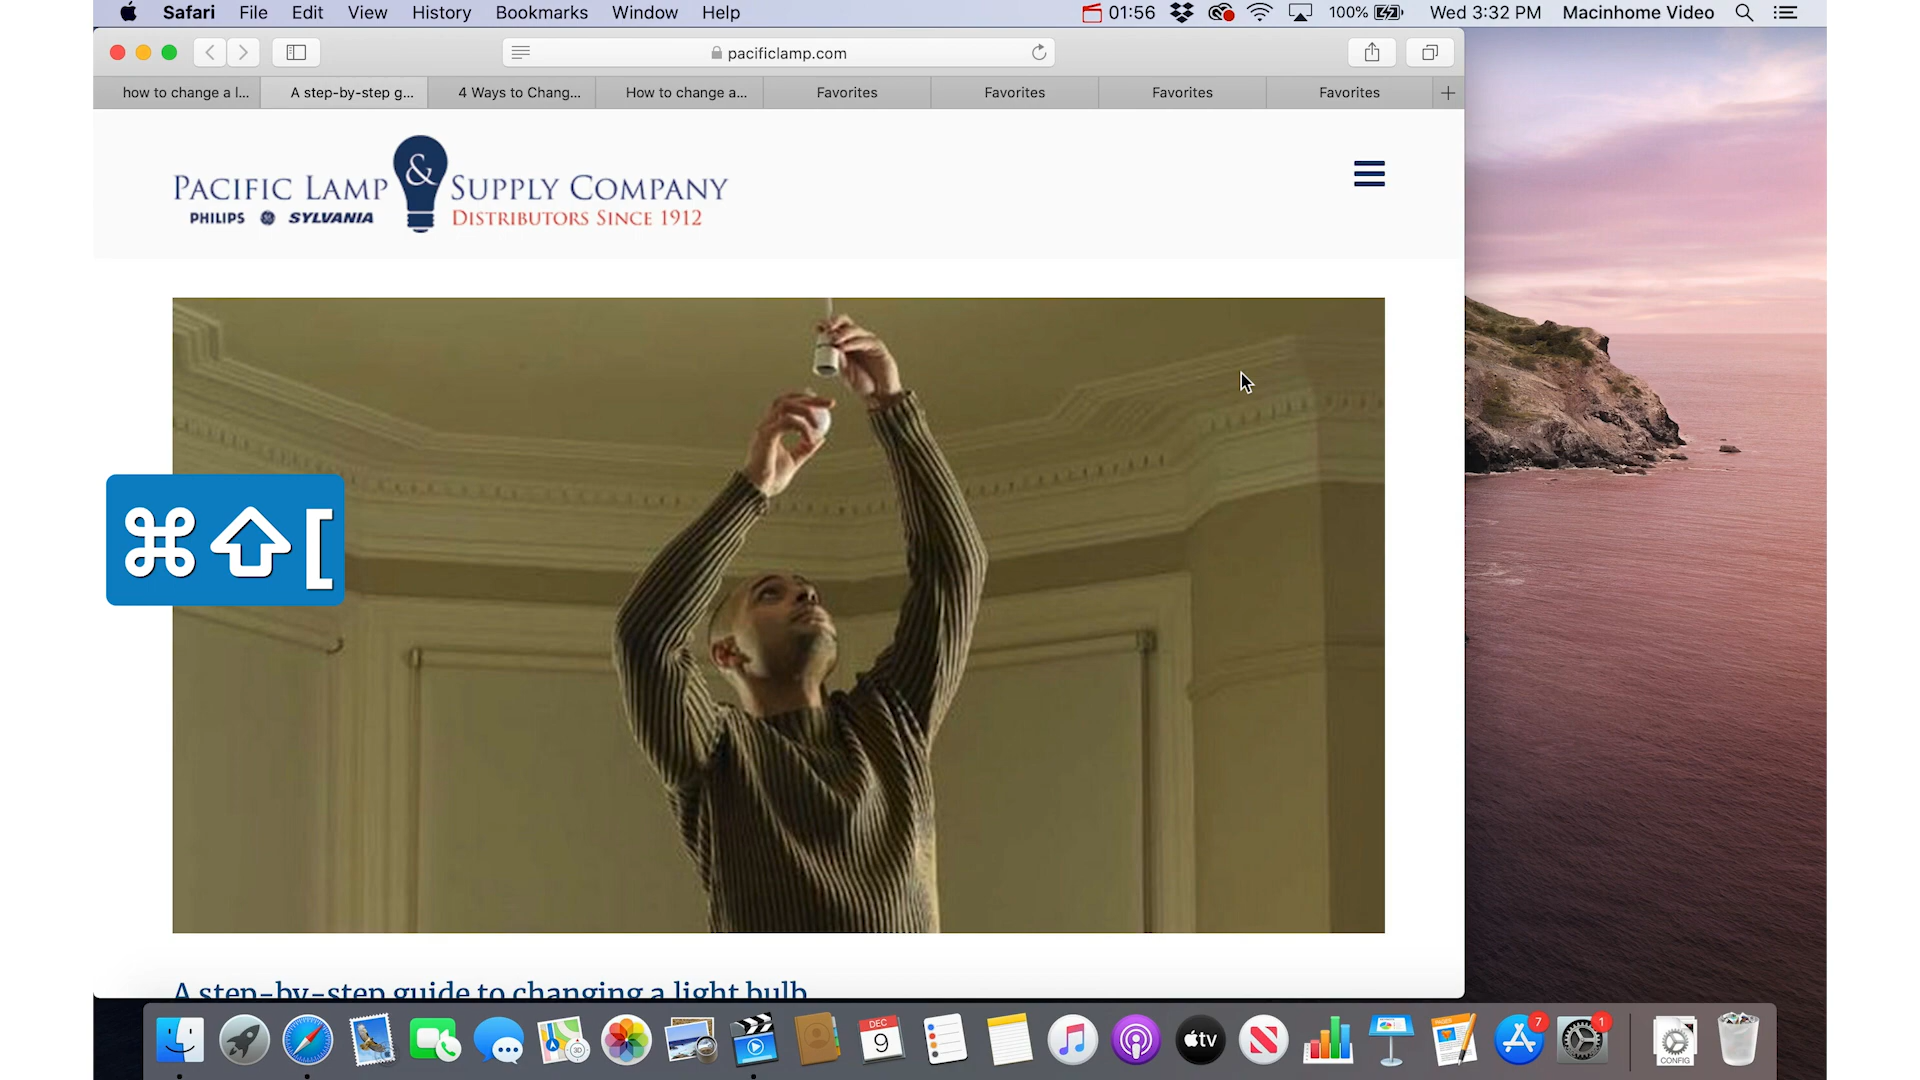 Safari File Edit View History Bookmarks Window Help 01:56 100% Wed 3:32 PM Macinhome Video
pacificlamp.com
how to change a l... A step-by-step g... 4 Ways to Chang... How to change a... Favorites Favorites Favorites Favorites +
PACIFIC LAMP & SUPPLY COMPANY
PHILIPS SYLVANIA DISTRIBUTORS SINCE 1912
⌘⇧[
A step-by-step guide to changing a light bulb
DEC
9
3D
tv
PAGES
7
1
CONFIG